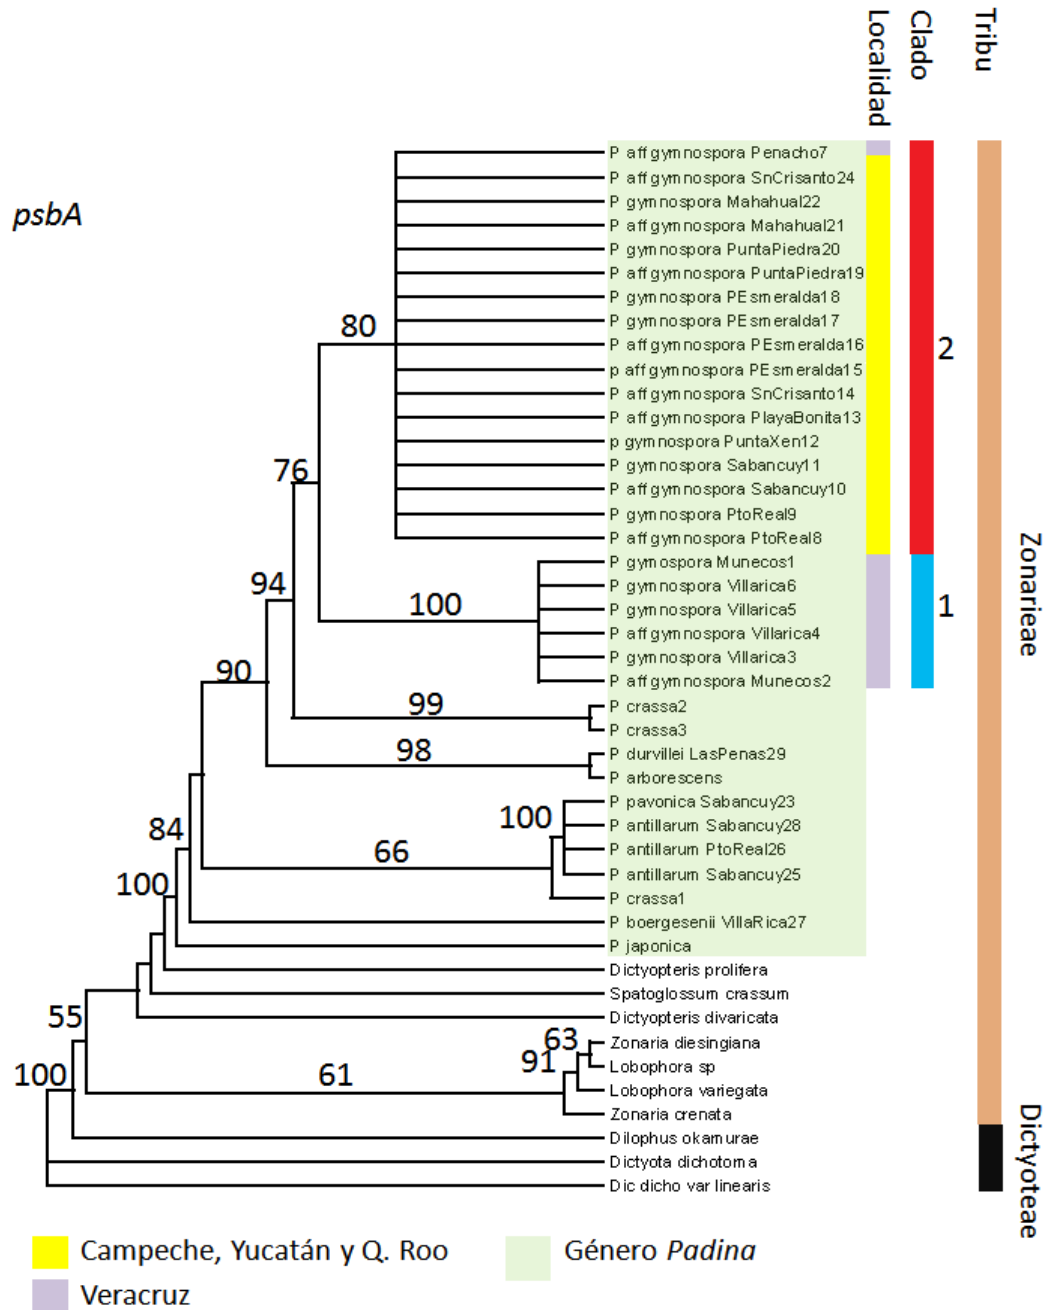 Localidad
Clado
Tribu
psbA
P aff gymnospora Penacho7
P aff gymnospora SnCrisanto24
P gymnospora Mahahual22
P aff gymnospora Mahahual21
P gymnospora PuntaPiedra20
P aff gymnospora PuntaPiedra19
P gymnospora PEsmeralda18
P gymnospora PEsmeralda17
80
P aff gymnospora PEsmeralda16
2
p aff gymnospora PEsmeralda15
P aff gymnospora SnCrisanto14
P aff gymnospora PlayaBonita13
p gymnospora PuntaXen12
76
P gymnospora Sabancuy11
P aff gymnospora Sabancuy10
P gymnospora PtoReal9
P aff gymnospora PtoReal8
Zonarieae
P gymospora Munecos1
94
P gymnospora Villarica6
100
P gymnospora Villarica5
1
P aff gymnospora Villarica4
P gymnospora Villarica3
90
P aff gymnospora Munecos2
99
P crassa2
P crassa3
98
P durvillei LasPenas29
P arborescens
P pavonica Sabancuy23
100
P antillarum Sabancuy28
84
66
P antillarum PtoReal26
P antillarum Sabancuy25
100
P crassa1
P boergesenii VillaRica27
P japonica
Dictyopteris prolifera
Spatoglossum crassum
55
Dictyopteris divaricata
63
Zonaria diesingiana
91
Lobophora sp
100
61
Lobophora variegata
Zonaria crenata
Dictyoteae
Dilophus okamurae
Dictyota dichotoma
Dic dicho var linearis
Campeche, Yucatán y Q. Roo
Género Padina
Veracruz